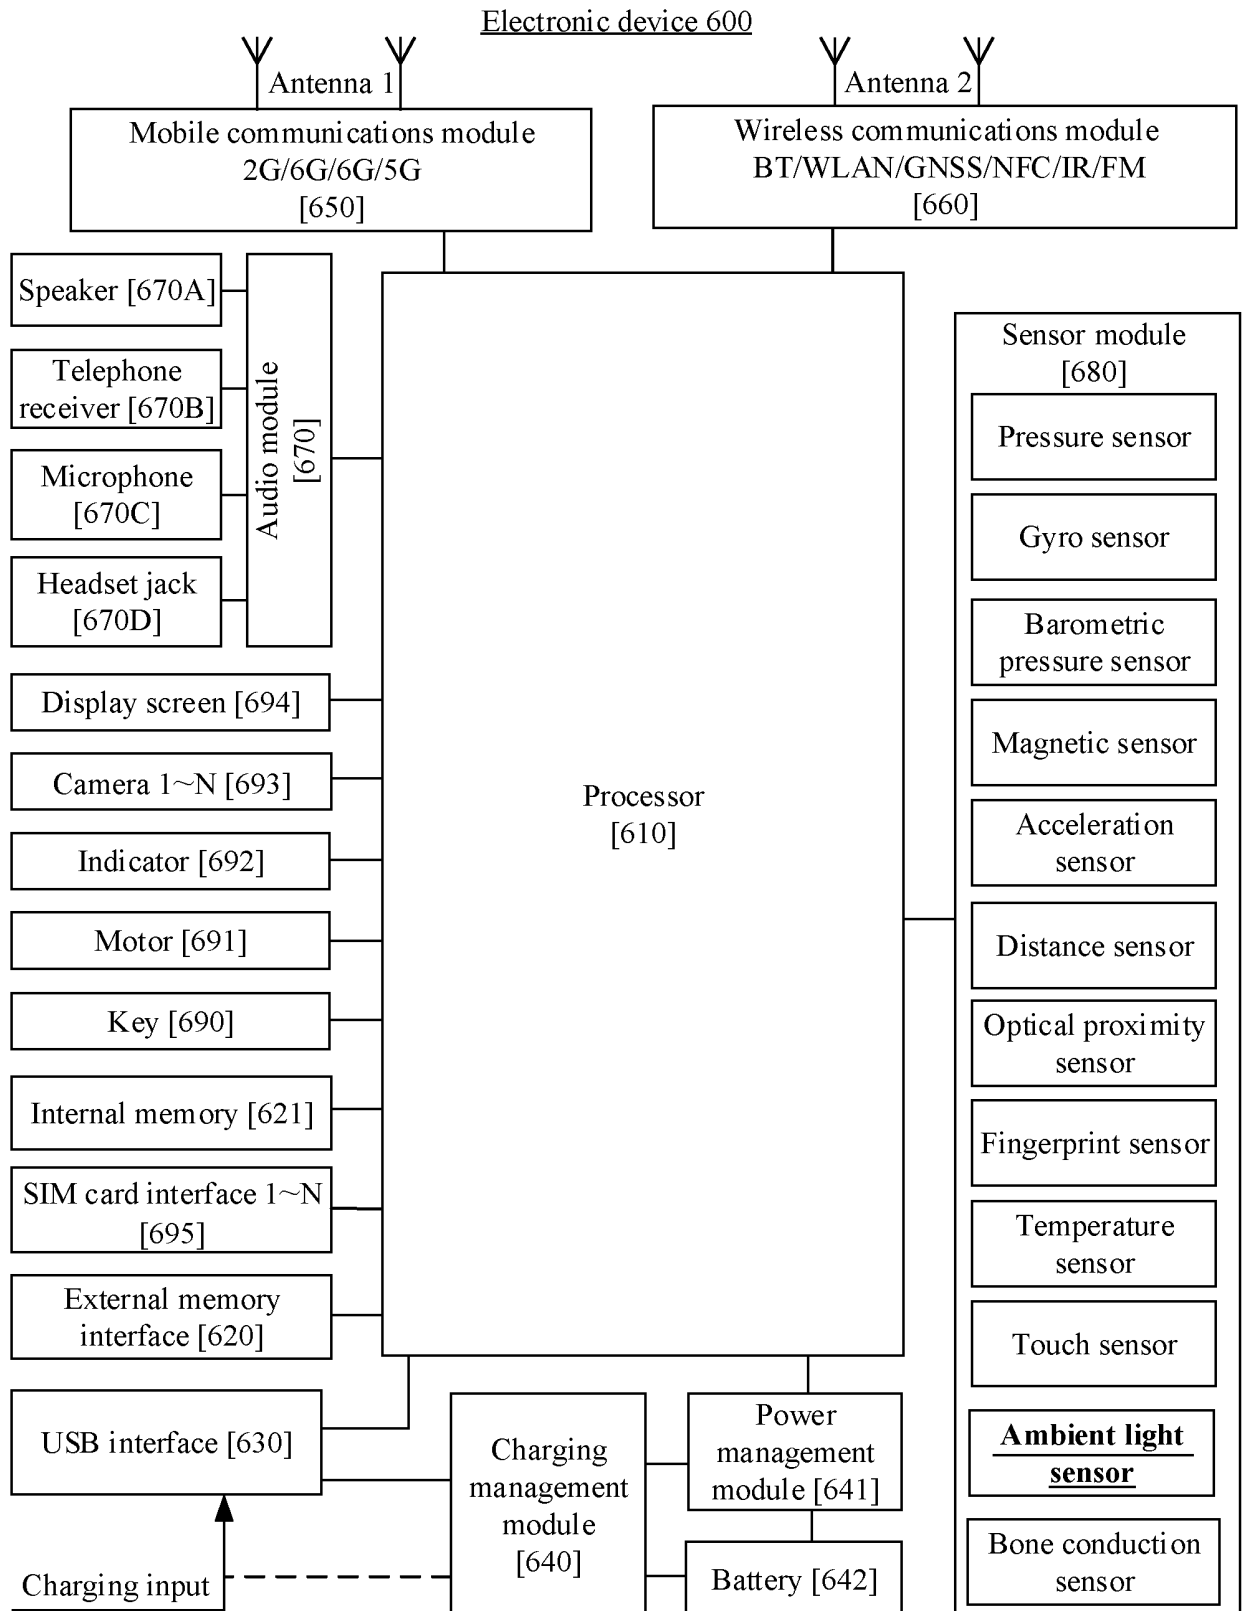 Electronic device 600
Antenna 1
Antenna 2
Mobile communications module
2G/6G/6G/5G
[650]
Wireless communications module
BT/WLAN/GNSS/NFC/IR/FM
[660]
Speaker [670A]
Telephone
receiver [670B]
Microphone
[670C]
Headset jack
[670D]
Audio module
[670]
Display screen [694]
Camera 1~N [693]
Indicator [692]
Motor [691]
Key [690]
Internal memory [621]
SIM card interface 1~N
[695]
External memory
interface [620]
Processor
[610]
Sensor module
[680]
Pressure sensor
Gyro sensor
Barometric
pressure sensor
Magnetic sensor
Acceleration
sensor
Distance sensor
Optical proximity
sensor
Fingerprint sensor
Temperature
sensor
Touch sensor
Ambient light
sensor
Bone conduction
sensor
USB interface [630]
Charging
management
module
[640]
Power
management
module [641]
Battery [642]
Charging input